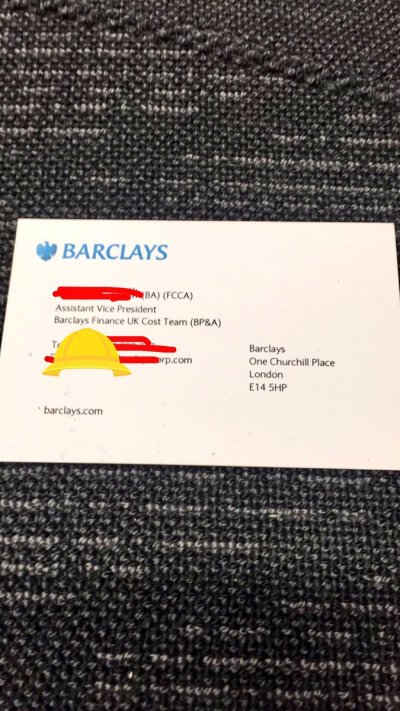 BARCLAYS
(BA) (FCCA)
Assistant Vice President
Barclays Finance UK Cost Team (BP&A)
orp.com
Barclays
One Churchill Place
London
E14 5HP
barclays.com